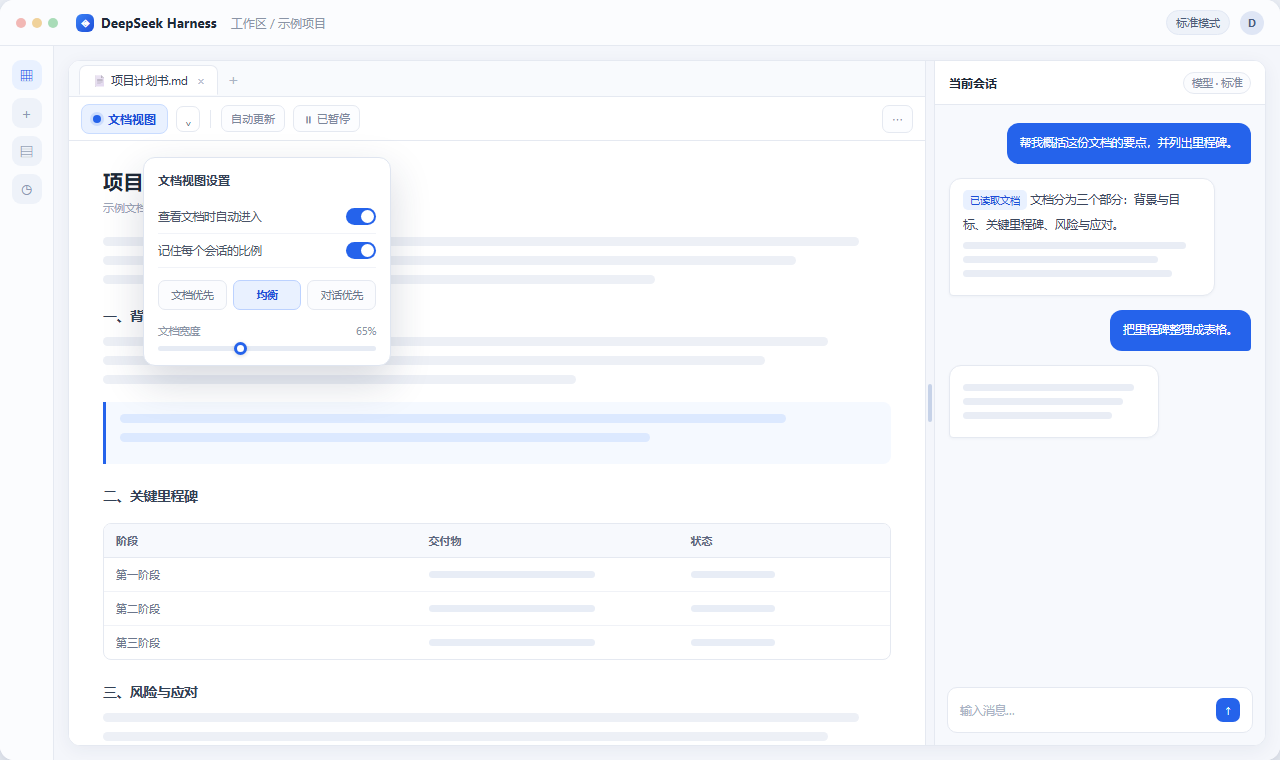 DeepSeek Harness 工作区 / 示例项目
标准模式
D
项目计划书.md × +
文档视图 自动更新 已暂停 ···
项目
示例文档
文档视图设置
查看文档时自动进入
记住每个会话的比例
文档优先 均衡 对话优先
文档宽度 65%
一、背
二、关键里程碑
阶段 交付物 状态
第一阶段
第二阶段
第三阶段
三、风险与应对
当前会话 模型 · 标准
帮我概括这份文档的要点，并列出里程碑。
已读取文档 文档分为三个部分：背景与目
标、关键里程碑、风险与应对。
把里程碑整理成表格。
输入消息...